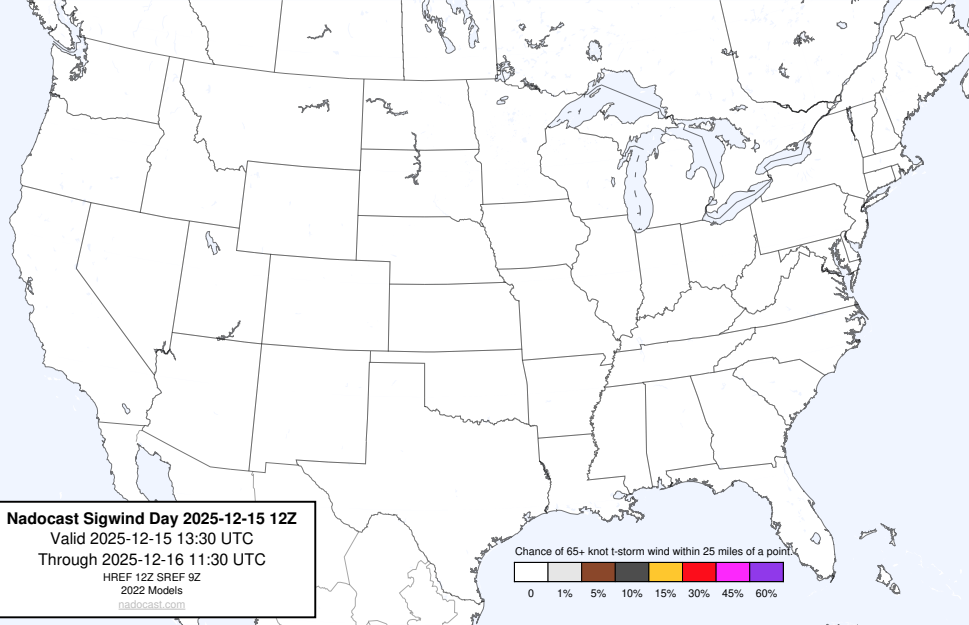 Nadocast Sigwind Day 2025-12-15 12Z
Valid 2025-12-15 13:30 UTC
Through 2025-12-16 11:30 UTC
HREF 12Z SREF 9Z
2022 Models
nadocast.com
Chance of 65+ knot t-storm wind within 25 miles of a point.
0 1% 5% 10% 15% 30% 45% 60%